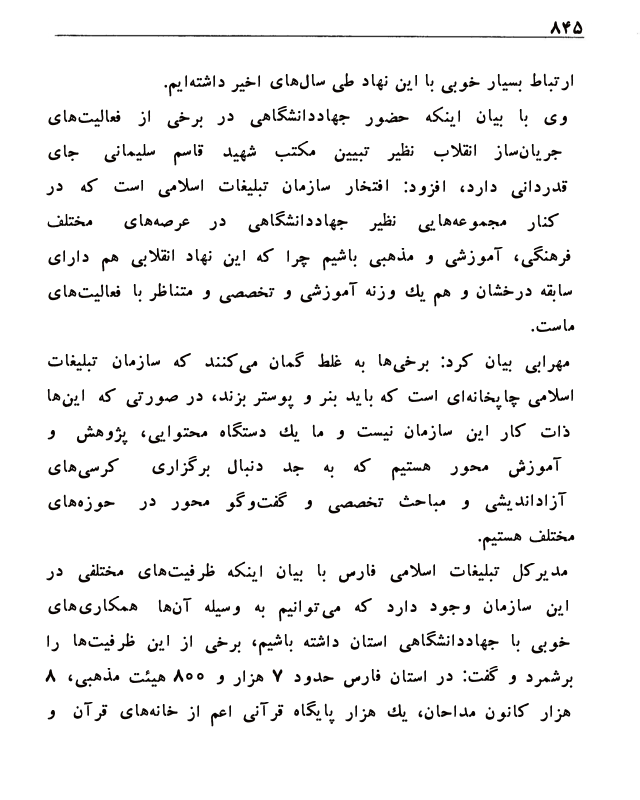 ۸۴۵
ارتباط بسیار خوبی با این نهاد طی سال‌های اخیر داشته‌ایم.
وی با بیان اینکه حضور جهاددانشگاهی در برخی از فعالیت‌های
جریان‌ساز انقلاب نظیر تبیین مکتب شهید قاسم سلیمانی جای
قدردانی دارد، افزود: افتخار سازمان تبلیغات اسلامی است که در
کنار مجموعه‌هایی نظیر جهاددانشگاهی در عرصه‌های مختلف
فرهنگی، آموزشی و مذهبی باشیم چرا که این نهاد انقلابی هم دارای
سابقه درخشان و هم یك وزنه آموزشی و تخصصی و متناظر با فعالیت‌های
ماست.
مهرابی بیان کرد: برخی‌ها به غلط گمان می‌کنند که سازمان تبلیغات
اسلامی چاپخانه‌ای است که باید بنر و پوستر بزند، در صورتی که این‌ها
ذات کار این سازمان نیست و ما یك دستگاه محتوایی، پژوهش و
آموزش محور هستیم که به جد دنبال برگزاری کرسی‌های
آزاداندیشی و مباحث تخصصی و گفت‌وگو محور در حوزه‌های
مختلف هستیم.
مدیرکل تبلیغات اسلامی فارس با بیان اینکه ظرفیت‌های مختلفی در
این سازمان وجود دارد که می‌توانیم به وسیله آن‌ها همکاری‌های
خوبی با جهاددانشگاهی استان داشته باشیم، برخی از این ظرفیت‌ها را
برشمرد و گفت: در استان فارس حدود ۷ هزار و ۸۰۰ هیئت مذهبی، ۸
هزار کانون مداحان، یك هزار پایگاه قرآنی اعم از خانه‌های قرآن و